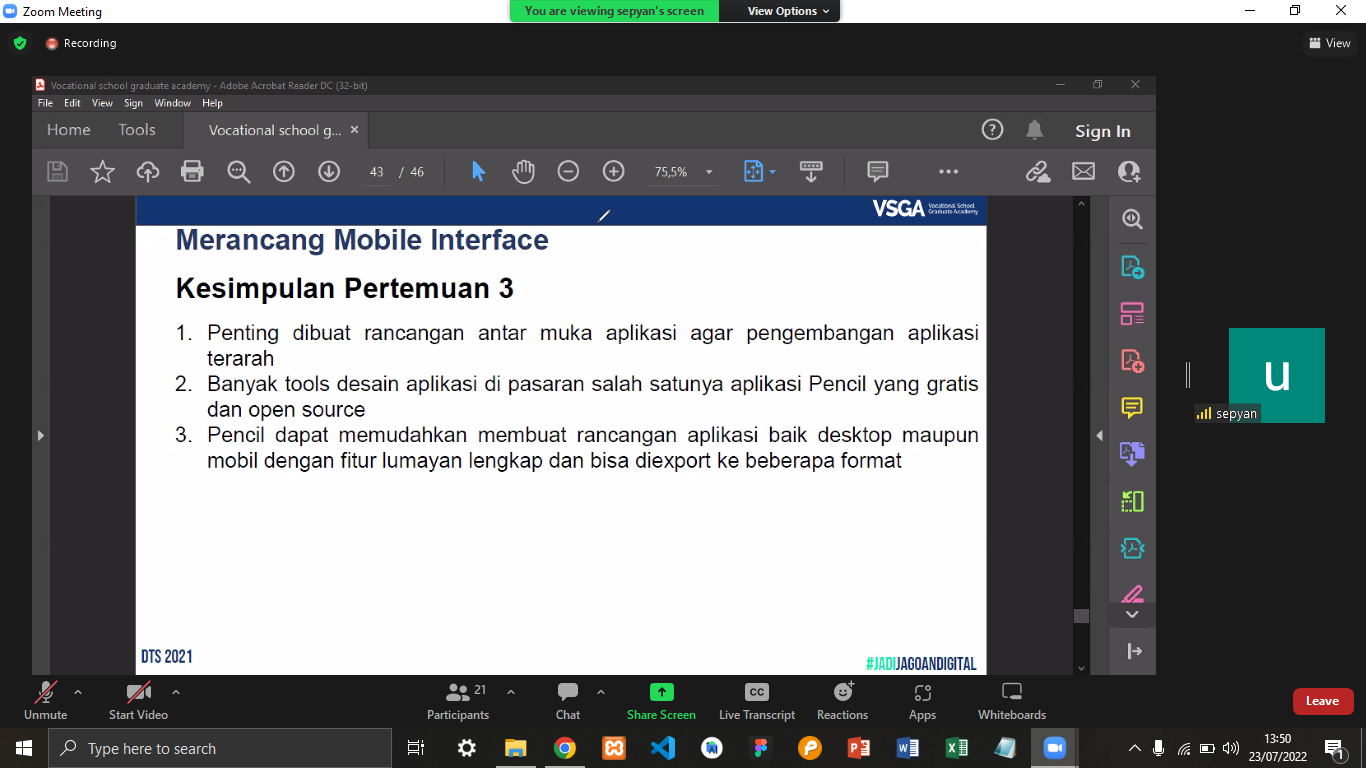 Zoom Meeting
You are viewing sepyan's screen
View Options
Recording
View
Vocational school graduate academy - Adobe Acrobat Reader DC (32-bit)
File Edit View Sign Window Help
Home Tools Vocational school g... ×
Sign In
43 / 46
75,5%
VSGA Vocational School
Graduate Academy
Merancang Mobile Interface
Kesimpulan Pertemuan 3
1. Penting dibuat rancangan antar muka aplikasi agar pengembangan aplikasi
terarah
2. Banyak tools desain aplikasi di pasaran salah satunya aplikasi Pencil yang gratis
dan open source
3. Pencil dapat memudahkan membuat rancangan aplikasi baik desktop maupun
mobil dengan fitur lumayan lengkap dan bisa diexport ke beberapa format
u
sepyan
DTS 2021
#JADIJAGOANDIGITAL
21
CC
Unmute
Start Video
Participants
Chat
Share Screen
Live Transcript
Reactions
Apps
Whiteboards
Leave
Type here to search
13:50
23/07/2022
1